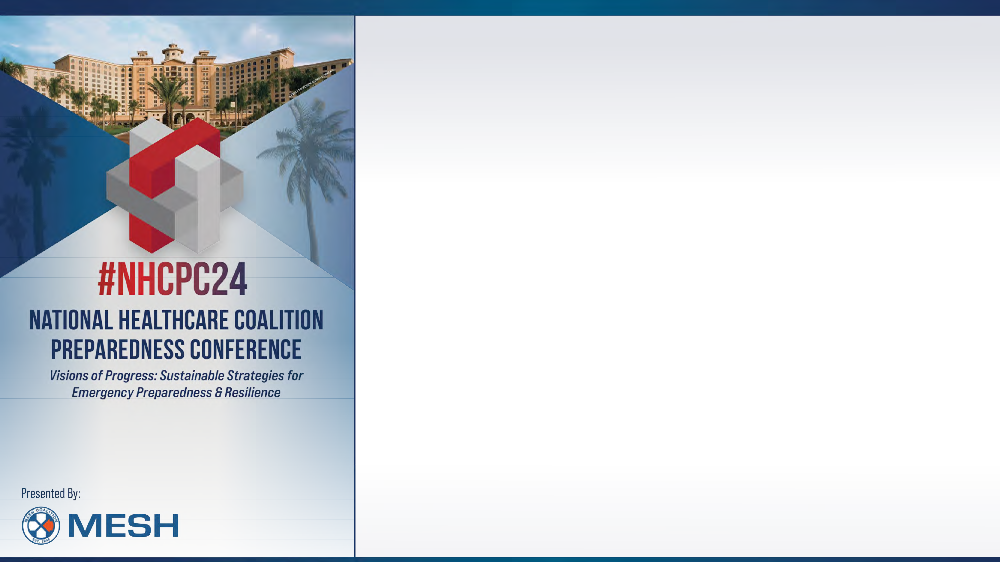 CREDIT TO ROSEN SHINGLE CREEK
#NHCPC24
NATIONAL HEALTHCARE COALITION
PREPAREDNESS CONFERENCE
Visions of Progress: Sustainable Strategies for
Emergency Preparedness & Resilience
Presented By:
MESH COALITION
EST. 2008
MESH